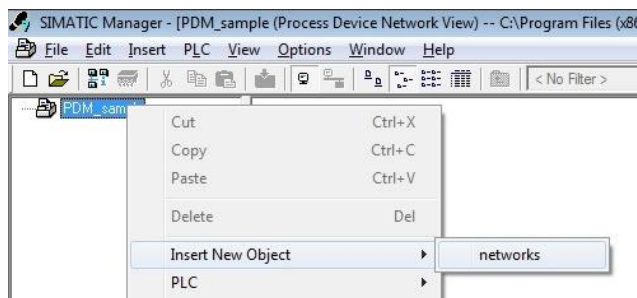 SIMATIC Manager - [PDM_sample (Process Device Network View) -- C:\Program Files (x86
File Edit Insert PLC View Options Window Help
< No Filter >
PDM_sam
Cut Ctrl+X
Copy Ctrl+C
Paste Ctrl+V
Delete Del
Insert New Object networks
PLC